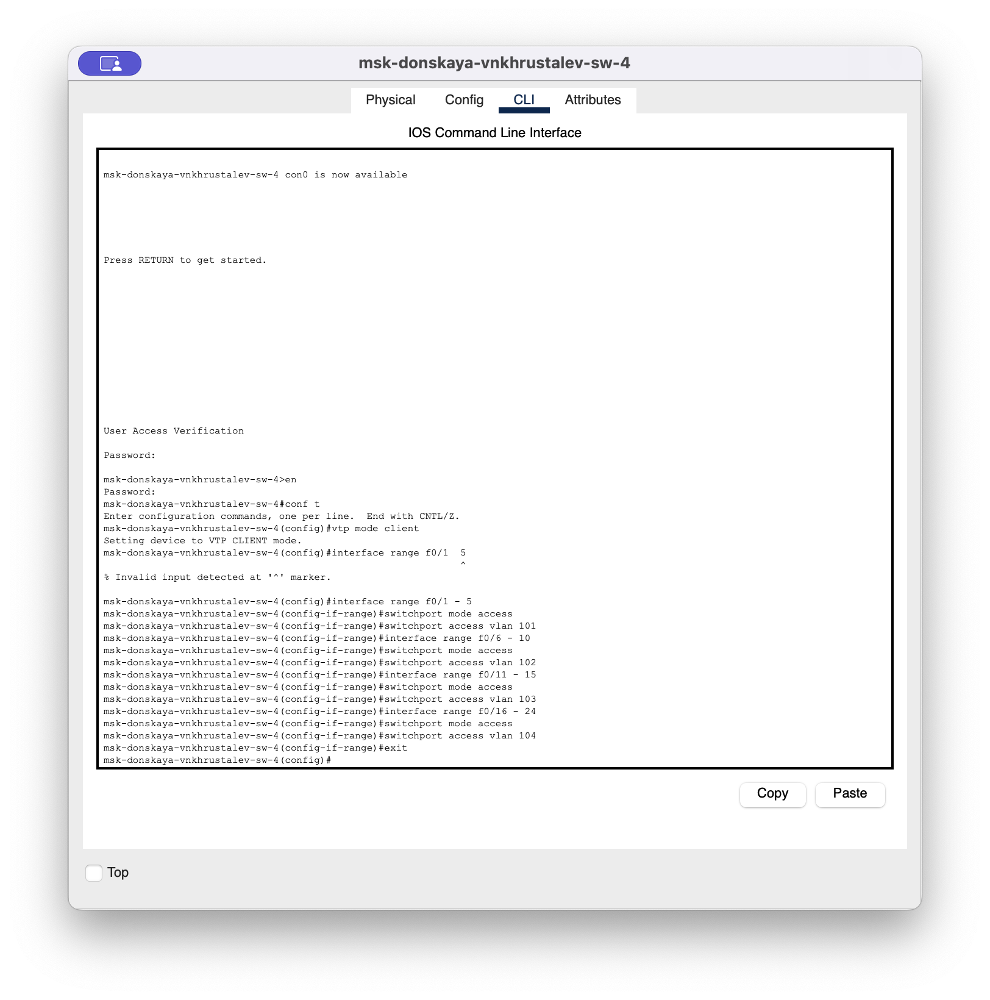 msk-donskaya-vnkhrustalev-sw-4
Physical Config CLI Attributes
IOS Command Line Interface
msk-donskaya-vnkhrustalev-sw-4 con0 is now available
Press RETURN to get started.
User Access Verification
Password:
msk-donskaya-vnkhrustalev-sw-4>en
Password:
msk-donskaya-vnkhrustalev-sw-4#conf t
Enter configuration commands, one per line.  End with CNTL/Z.
msk-donskaya-vnkhrustalev-sw-4(config)#vtp mode client
Setting device to VTP CLIENT mode.
msk-donskaya-vnkhrustalev-sw-4(config)#interface range f0/1  5
^
% Invalid input detected at '^' marker.
msk-donskaya-vnkhrustalev-sw-4(config)#interface range f0/1 - 5
msk-donskaya-vnkhrustalev-sw-4(config-if-range)#switchport mode access
msk-donskaya-vnkhrustalev-sw-4(config-if-range)#switchport access vlan 101
msk-donskaya-vnkhrustalev-sw-4(config-if-range)#interface range f0/6 - 10
msk-donskaya-vnkhrustalev-sw-4(config-if-range)#switchport mode access
msk-donskaya-vnkhrustalev-sw-4(config-if-range)#switchport access vlan 102
msk-donskaya-vnkhrustalev-sw-4(config-if-range)#interface range f0/11 - 15
msk-donskaya-vnkhrustalev-sw-4(config-if-range)#switchport mode access
msk-donskaya-vnkhrustalev-sw-4(config-if-range)#switchport access vlan 103
msk-donskaya-vnkhrustalev-sw-4(config-if-range)#interface range f0/16 - 24
msk-donskaya-vnkhrustalev-sw-4(config-if-range)#switchport mode access
msk-donskaya-vnkhrustalev-sw-4(config-if-range)#switchport access vlan 104
msk-donskaya-vnkhrustalev-sw-4(config-if-range)#exit
msk-donskaya-vnkhrustalev-sw-4(config)#
Copy Paste
Top